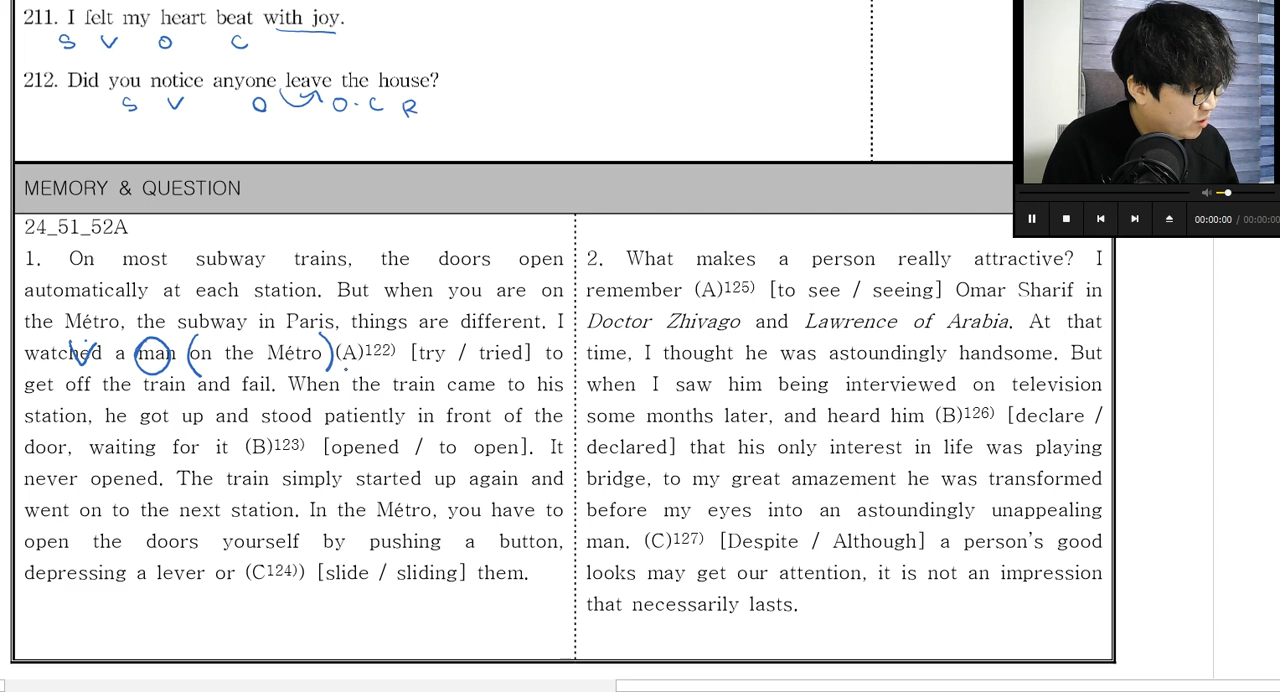 211. I felt my heart beat with joy.
S V O C
212. Did you notice anyone leave the house?
S V O O.C R
MEMORY & QUESTION
24_51_52A
1. On most subway trains, the doors open
automatically at each station. But when you are on
the Métro, the subway in Paris, things are different. I
watched a man (on the Métro) (A)122) [try / tried] to
get off the train and fail. When the train came to his
station, he got up and stood patiently in front of the
door, waiting for it (B)123) [opened / to open]. It
never opened. The train simply started up again and
went on to the next station. In the Métro, you have to
open the doors yourself by pushing a button,
depressing a lever or (C124)) [slide / sliding] them.
V O
2. What makes a person really attractive? I
remember (A)125) [to see / seeing] Omar Sharif in
Doctor Zhivago and Lawrence of Arabia. At that
time, I thought he was astoundingly handsome. But
when I saw him being interviewed on television
some months later, and heard him (B)126) [declare /
declared] that his only interest in life was playing
bridge, to my great amazement he was transformed
before my eyes into an astoundingly unappealing
man. (C)127) [Despite / Although] a person's good
looks may get our attention, it is not an impression
that necessarily lasts.
00:00:00 / 00:00:00